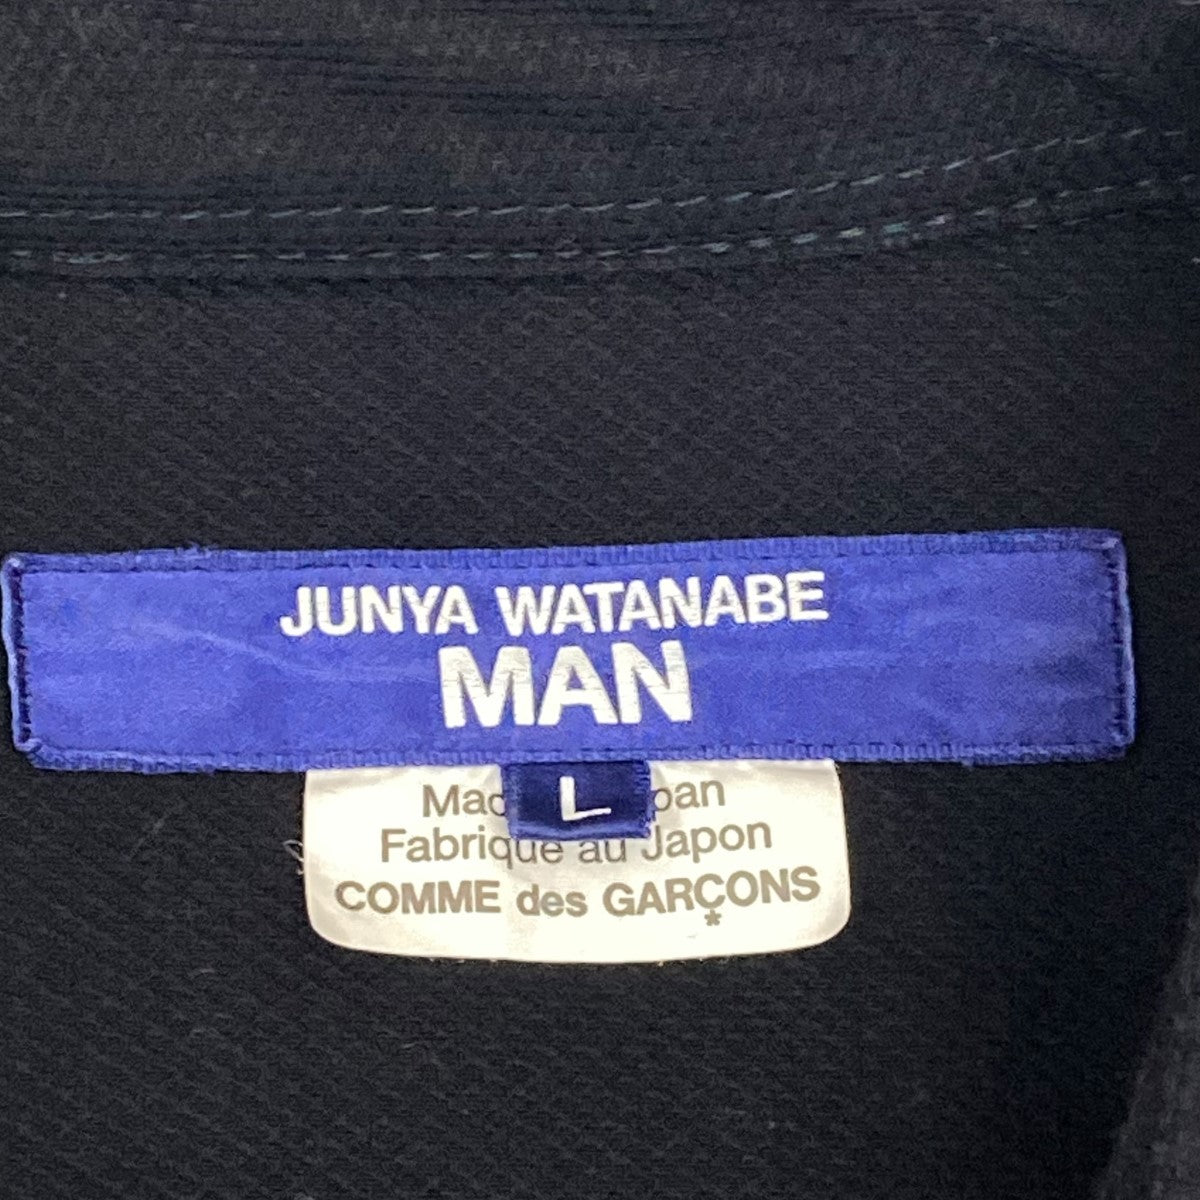 JUNYA WATANABE
MAN
L
Fabrique au Japon
COMME des GARÇONS
*